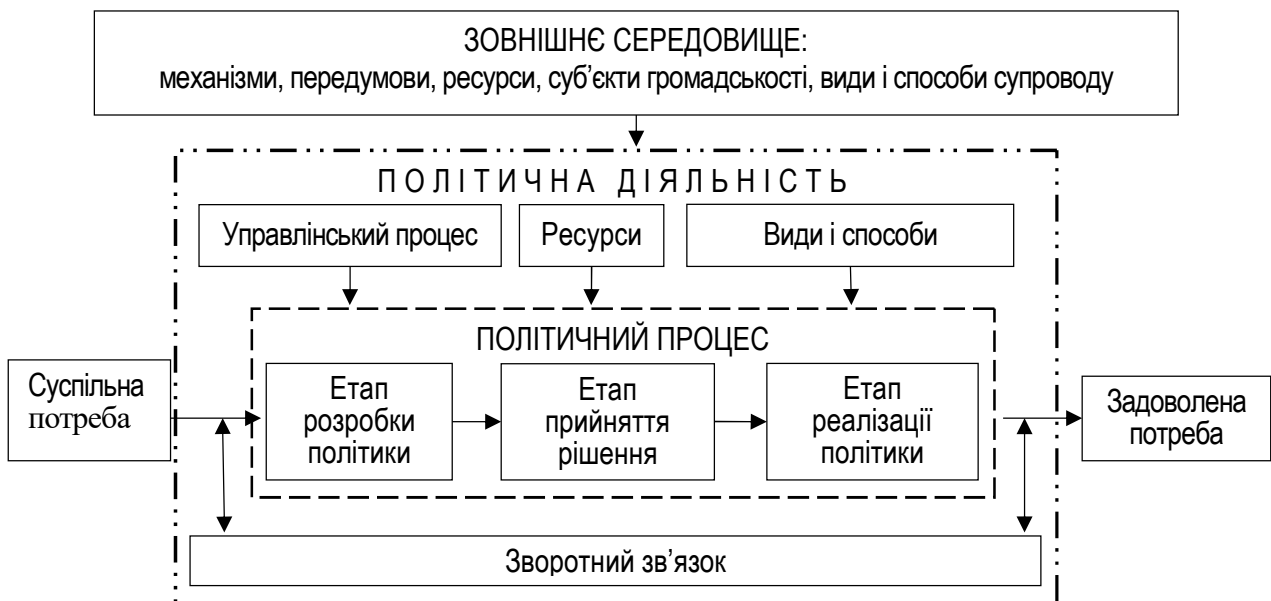 ЗОВНІШНЄ СЕРЕДОВИЩЕ:
механізми, передумови, ресурси, суб’єкти громадськості, види і способи супроводу
ПОЛІТИЧНА ДІЯЛЬНІСТЬ
Управлінський процес
Ресурси
Види і способи
ПОЛІТИЧНИЙ ПРОЦЕС
Суспільна
потреба
Етап
розробки
політики
Етап
прийняття
рішення
Етап
реалізації
політики
Задоволена
потреба
Зворотний зв’язок